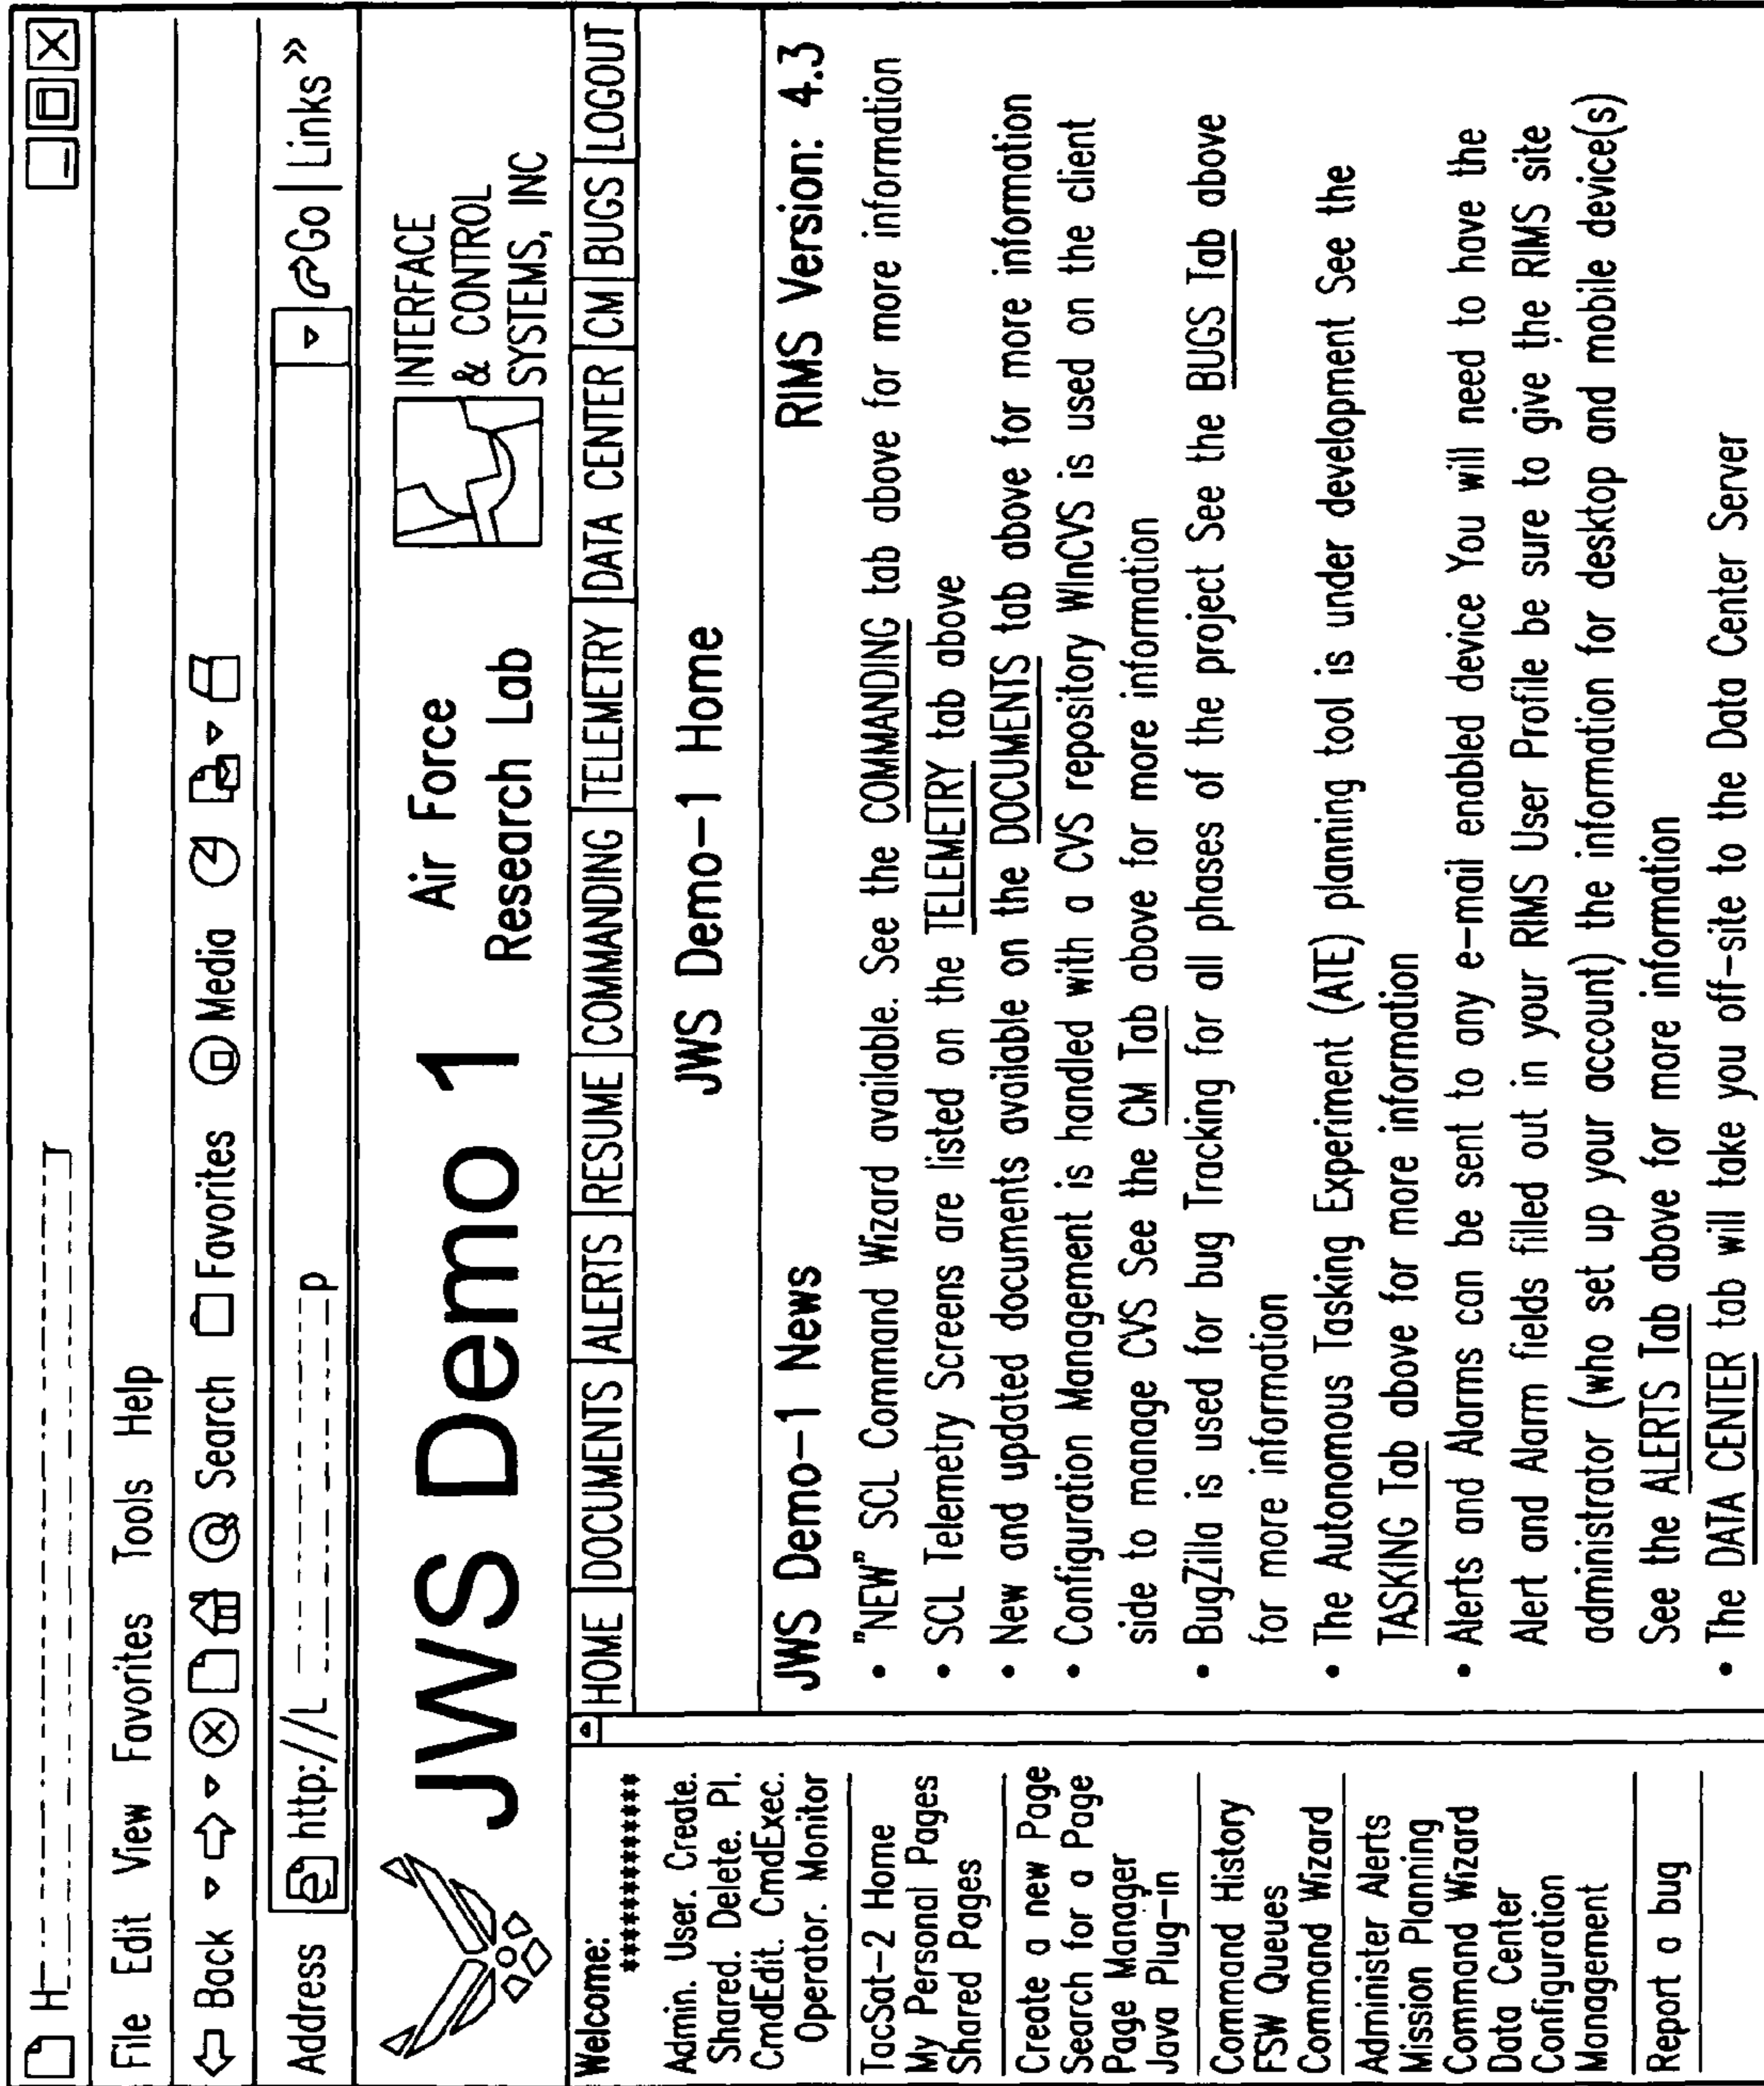 File Edit View Favorites Tools Help
Back Search Favorites Media
Address http:// Go Links »
JWS Demo 1
Air Force
Research Lab
INTERFACE
& CONTROL
SYSTEMS, INC
Welcome:
************
Admin. User. Create.
Shared. Delete. PI.
CmdEdit. CmdExec.
Operator. Monitor
TacSat-2 Home
My Personal Pages
Shared Pages
Create a new Page
Search for a Page
Page Manager
Java Plug-in
Command History
FSW Queues
Command Wizard
Administer Alerts
Mission Planning
Command Wizard
Data Center
Configuration
Management
Report a bug
HOME DOCUMENTS ALERTS RESUME COMMANDING TELEMETRY DATA CENTER CM BUGS LOGOUT
JWS Demo-1 Home
JWS Demo-1 News RIMS Version: 4.3
• "NEW" SCL Command Wizard available. See the COMMANDING tab above for more information
• SCL Telemetry Screens are listed on the TELEMETRY tab above
• New and updated documents available on the DOCUMENTS tab above for more information
• Configuration Management is handled with a CVS repository WInCVS is used on the client
side to manage CVS See the CM Tab above for more information
• BugZilla is used for bug Tracking for all phases of the project See the BUGS Tab above
for more information
• The Autonomous Tasking Experiment (ATE) planning tool is under development See the
TASKING Tab above for more information
• Alerts and Alarms can be sent to any e-mail enabled device You will need to have the
Alert and Alarm fields filled out in your RIMS User Profile be sure to give the RIMS site
administrator (who set up your account) the information for desktop and mobile device(s)
See the ALERTS Tab above for more information
• The DATA CENTER tab will take you off-site to the Data Center Server